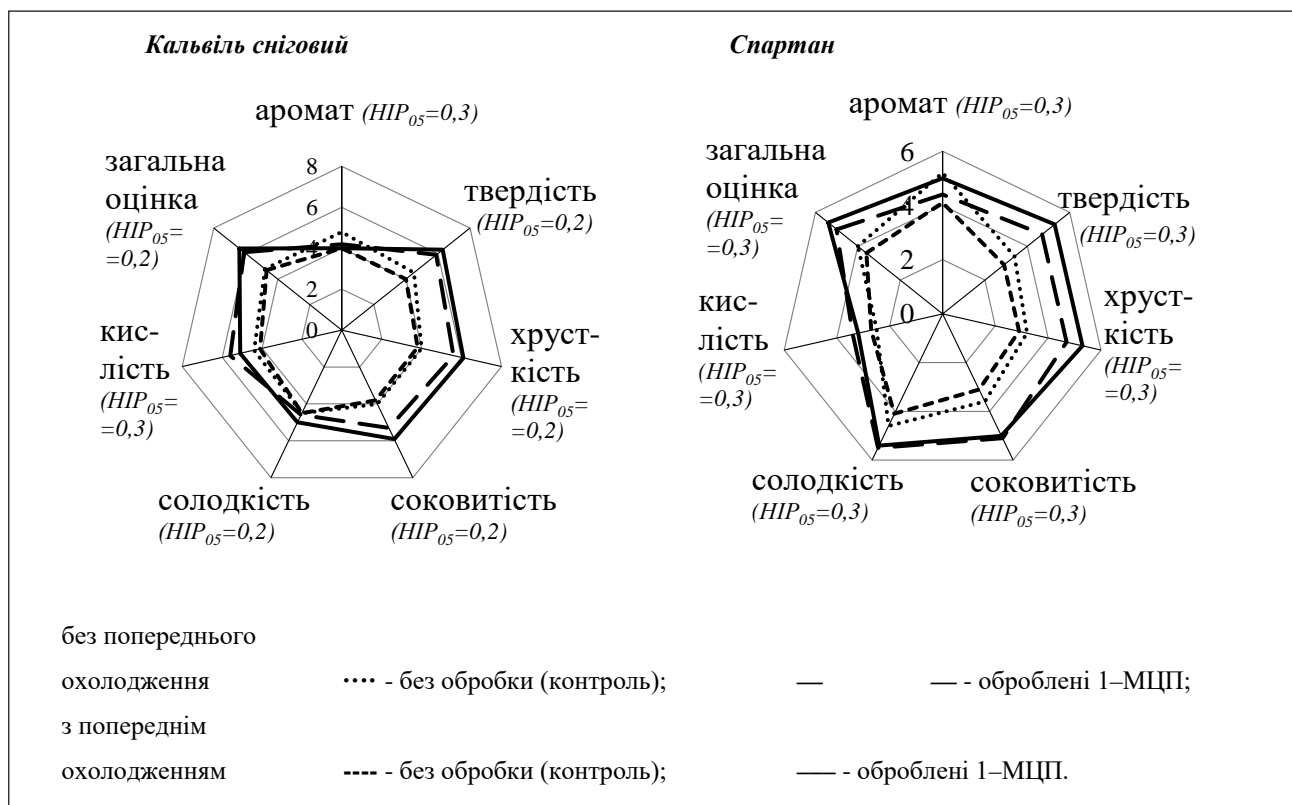 Кальвіль сніговий
аромат (НІР05=0,3)
8
6
4
2
0
твердість
(НІР05=0,2)
хруст-
кість
(НІР05=
=0,2)
соковитість
(НІР05=0,2)
солодкість
(НІР05=0,2)
кис-
лість
(НІР05=
=0,3)
загальна
оцінка
(НІР05=
=0,2)
Спартан
аромат (НІР05=0,3)
6
4
2
0
твердість
(НІР05=0,3)
хруст-
кість
(НІР05=
=0,3)
соковитість
(НІР05=0,3)
солодкість
(НІР05=0,3)
кис-
лість
(НІР05=
=0,3)
загальна
оцінка
(НІР05=
=0,3)
без попереднього
охолодження - без обробки (контроль); - оброблені 1–МЦП;
з попереднім
охолодженням - без обробки (контроль); - оброблені 1–МЦП.